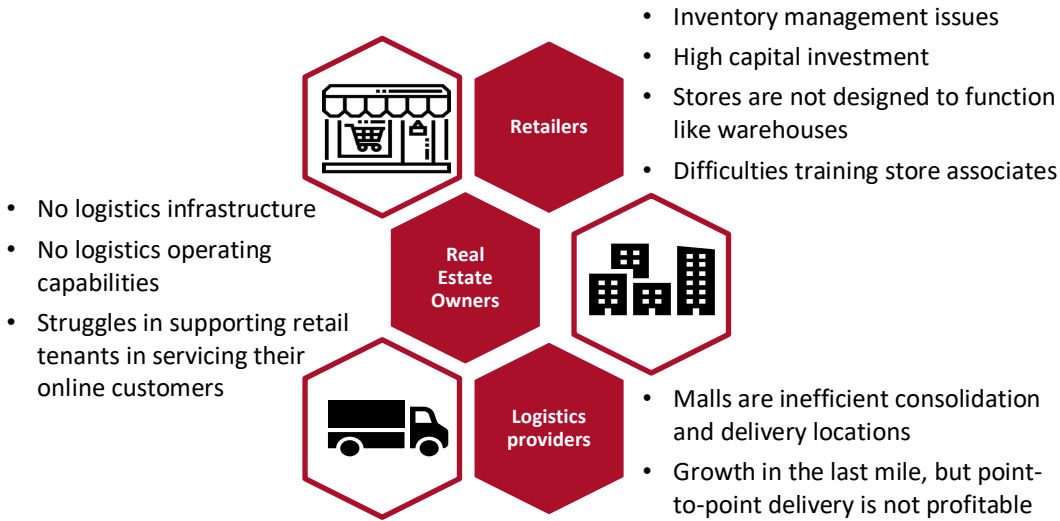 • Inventory management issues
• High capital investment
• Stores are not designed to function
like warehouses
• Difficulties training store associates
Retailers
• No logistics infrastructure
• No logistics operating
capabilities
• Struggles in supporting retail
tenants in servicing their
online customers
Real
Estate
Owners
Logistics
providers
• Malls are inefficient consolidation
and delivery locations
• Growth in the last mile, but point-
to-point delivery is not profitable